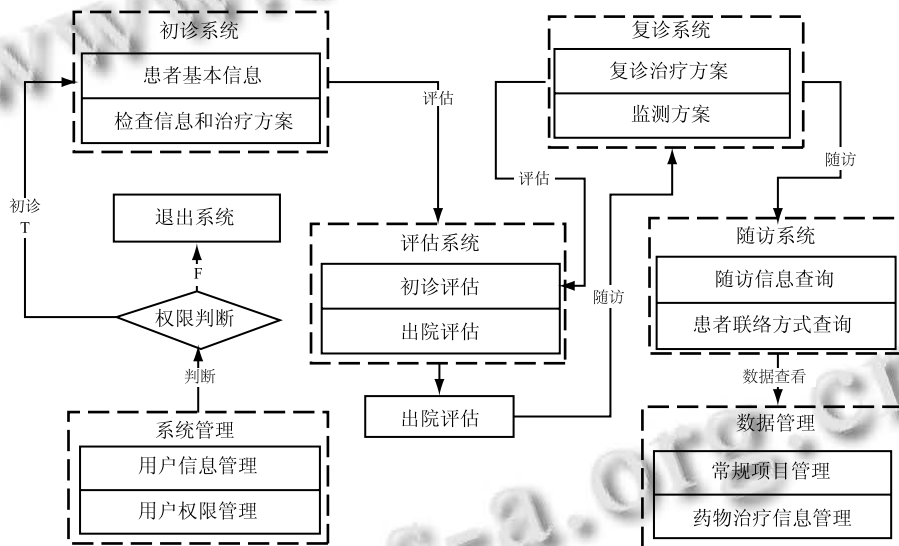 初诊系统
患者基本信息
检查信息和治疗方案
评估
复诊系统
复诊治疗方案
监测方案
评估
随访
初诊
T
退出系统
F
权限判断
判断
评估系统
初诊评估
出院评估
随访
随访系统
随访信息查询
患者联络方式查询
数据查看
出院评估
系统管理
用户信息管理
用户权限管理
数据管理
常规项目管理
药物治疗信息管理